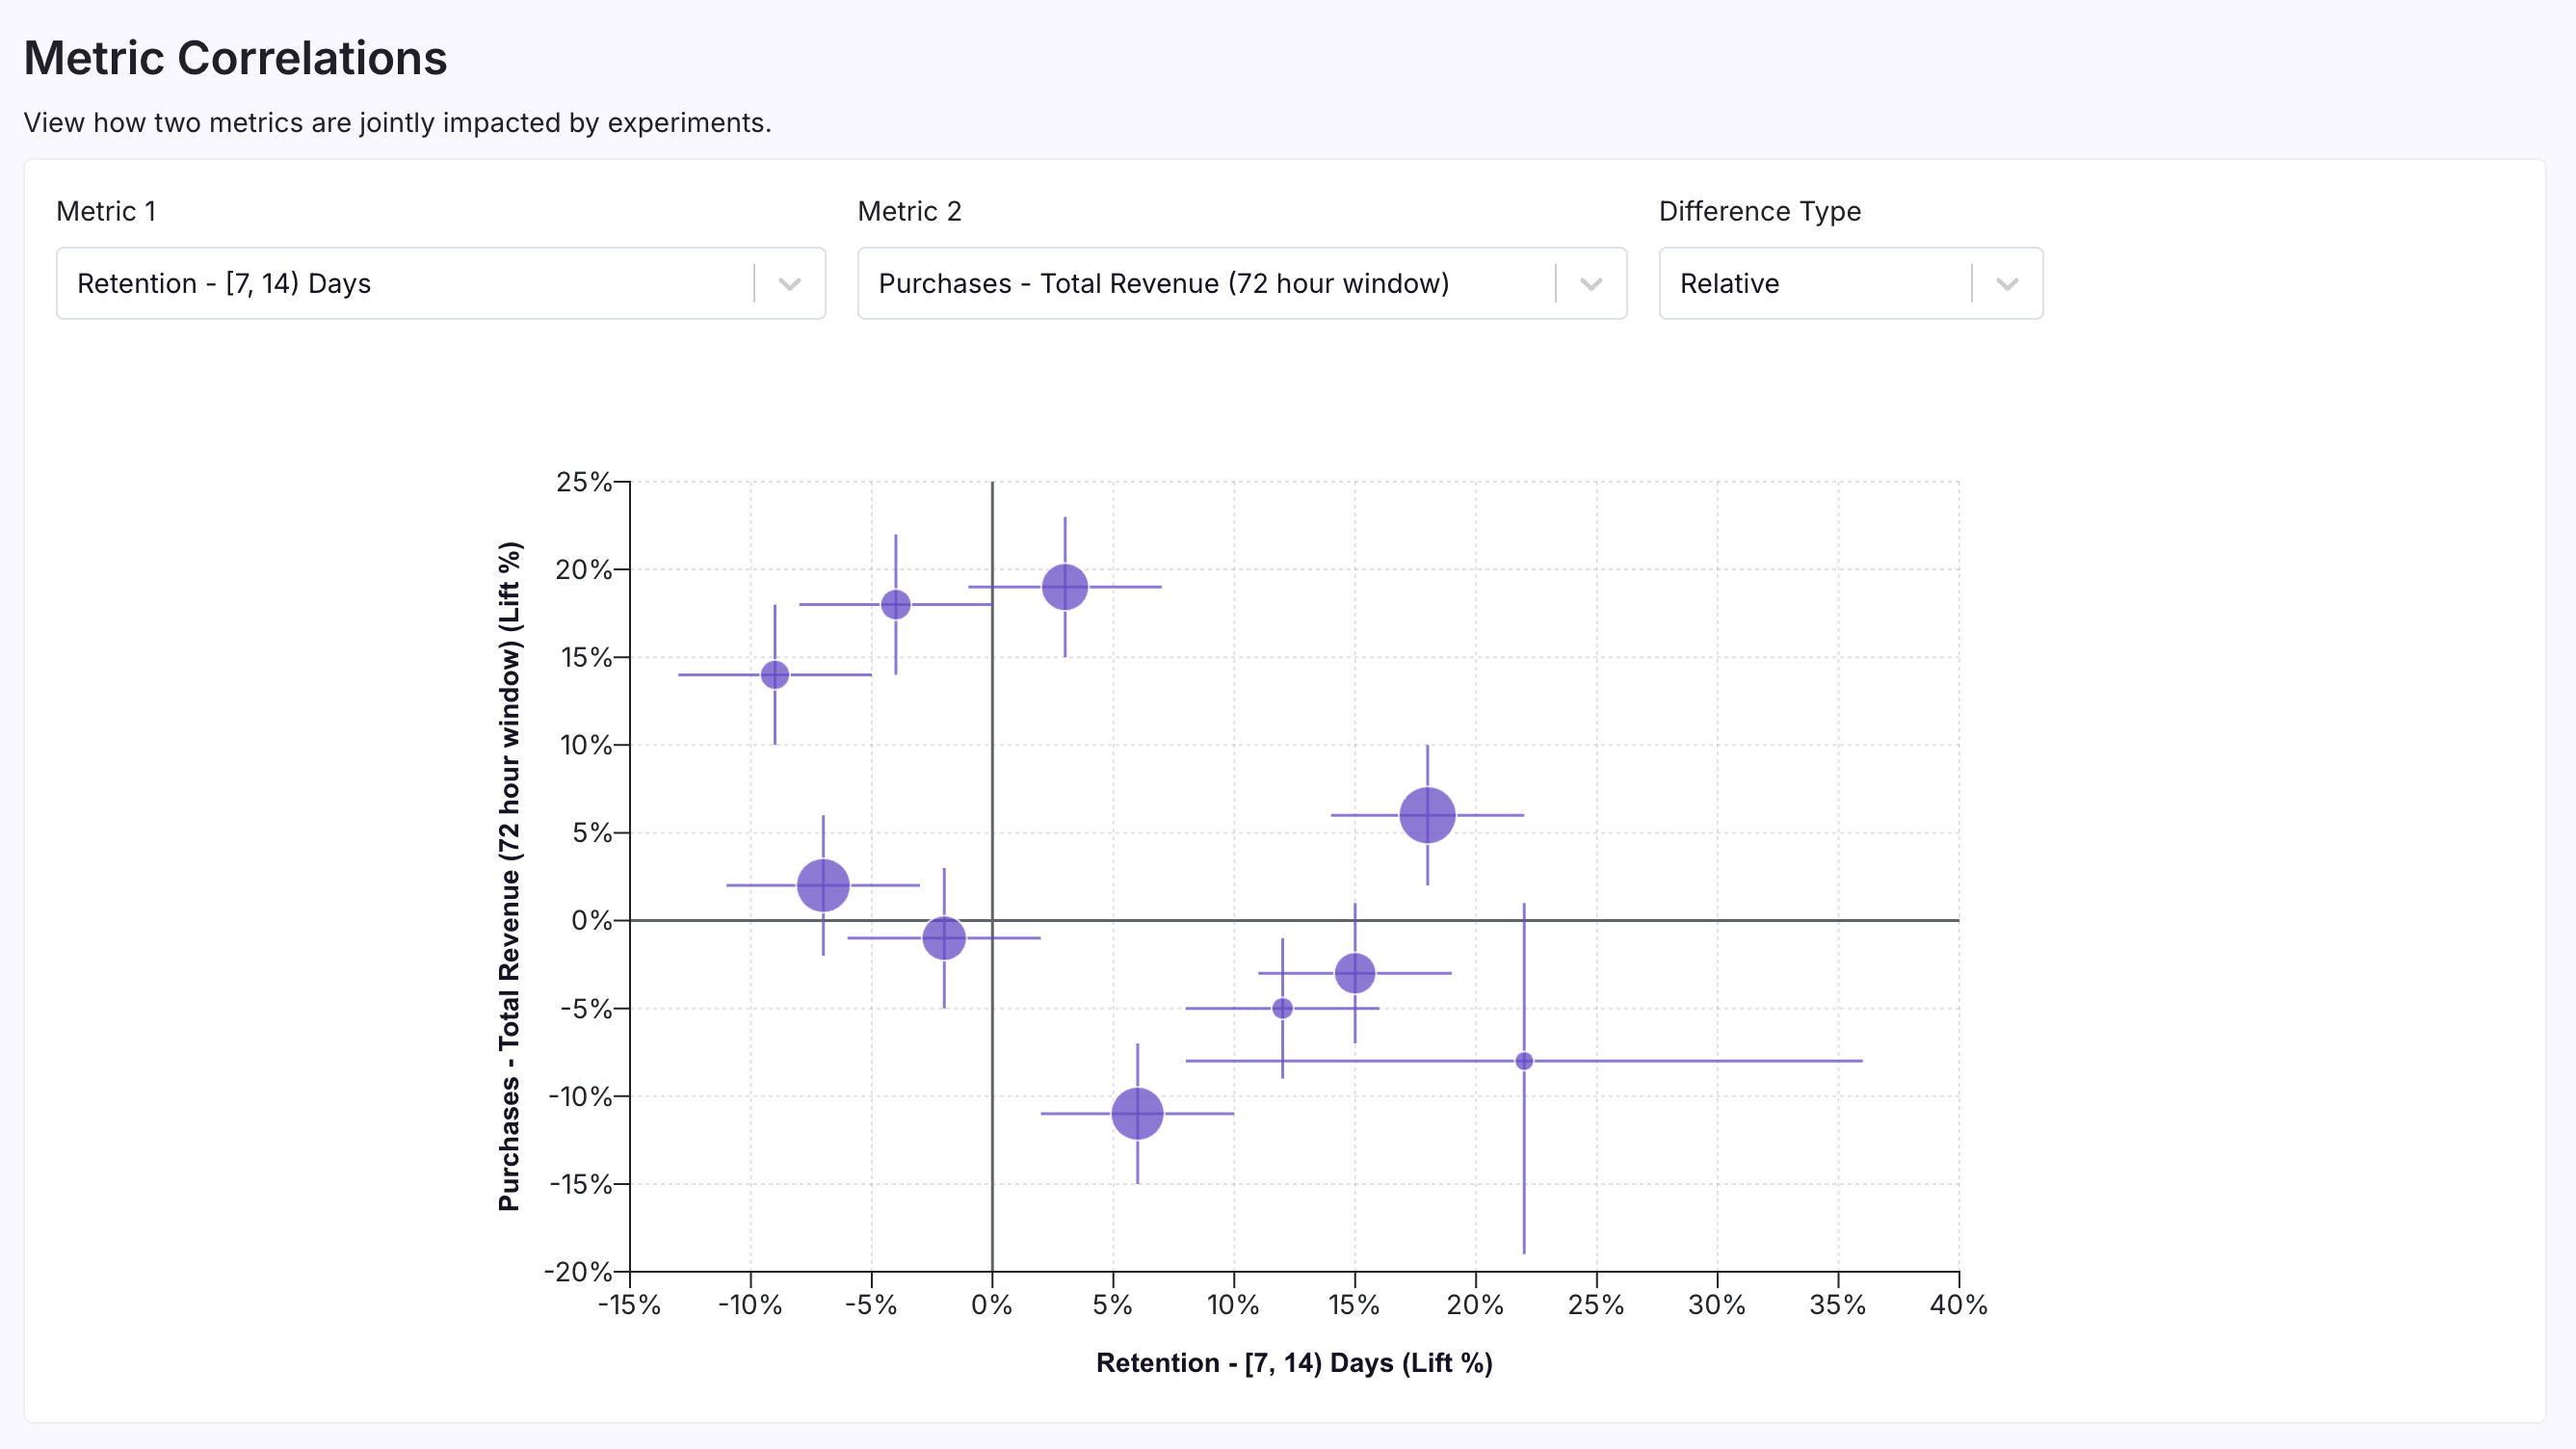 Metric Correlations
View how two metrics are jointly impacted by experiments.
Metric 1
Metric 2
Difference Type
Retention - [7, 14) Days
Purchases - Total Revenue (72 hour window)
Relative
Purchases - Total Revenue (72 hour window) (Lift %)
25%
20%
15%
10%
5%
0%
-5%
-10%
-15%
-20%
-15% -10% -5% 0% 5% 10% 15% 20% 25% 30% 35% 40%
Retention - [7, 14) Days (Lift %)